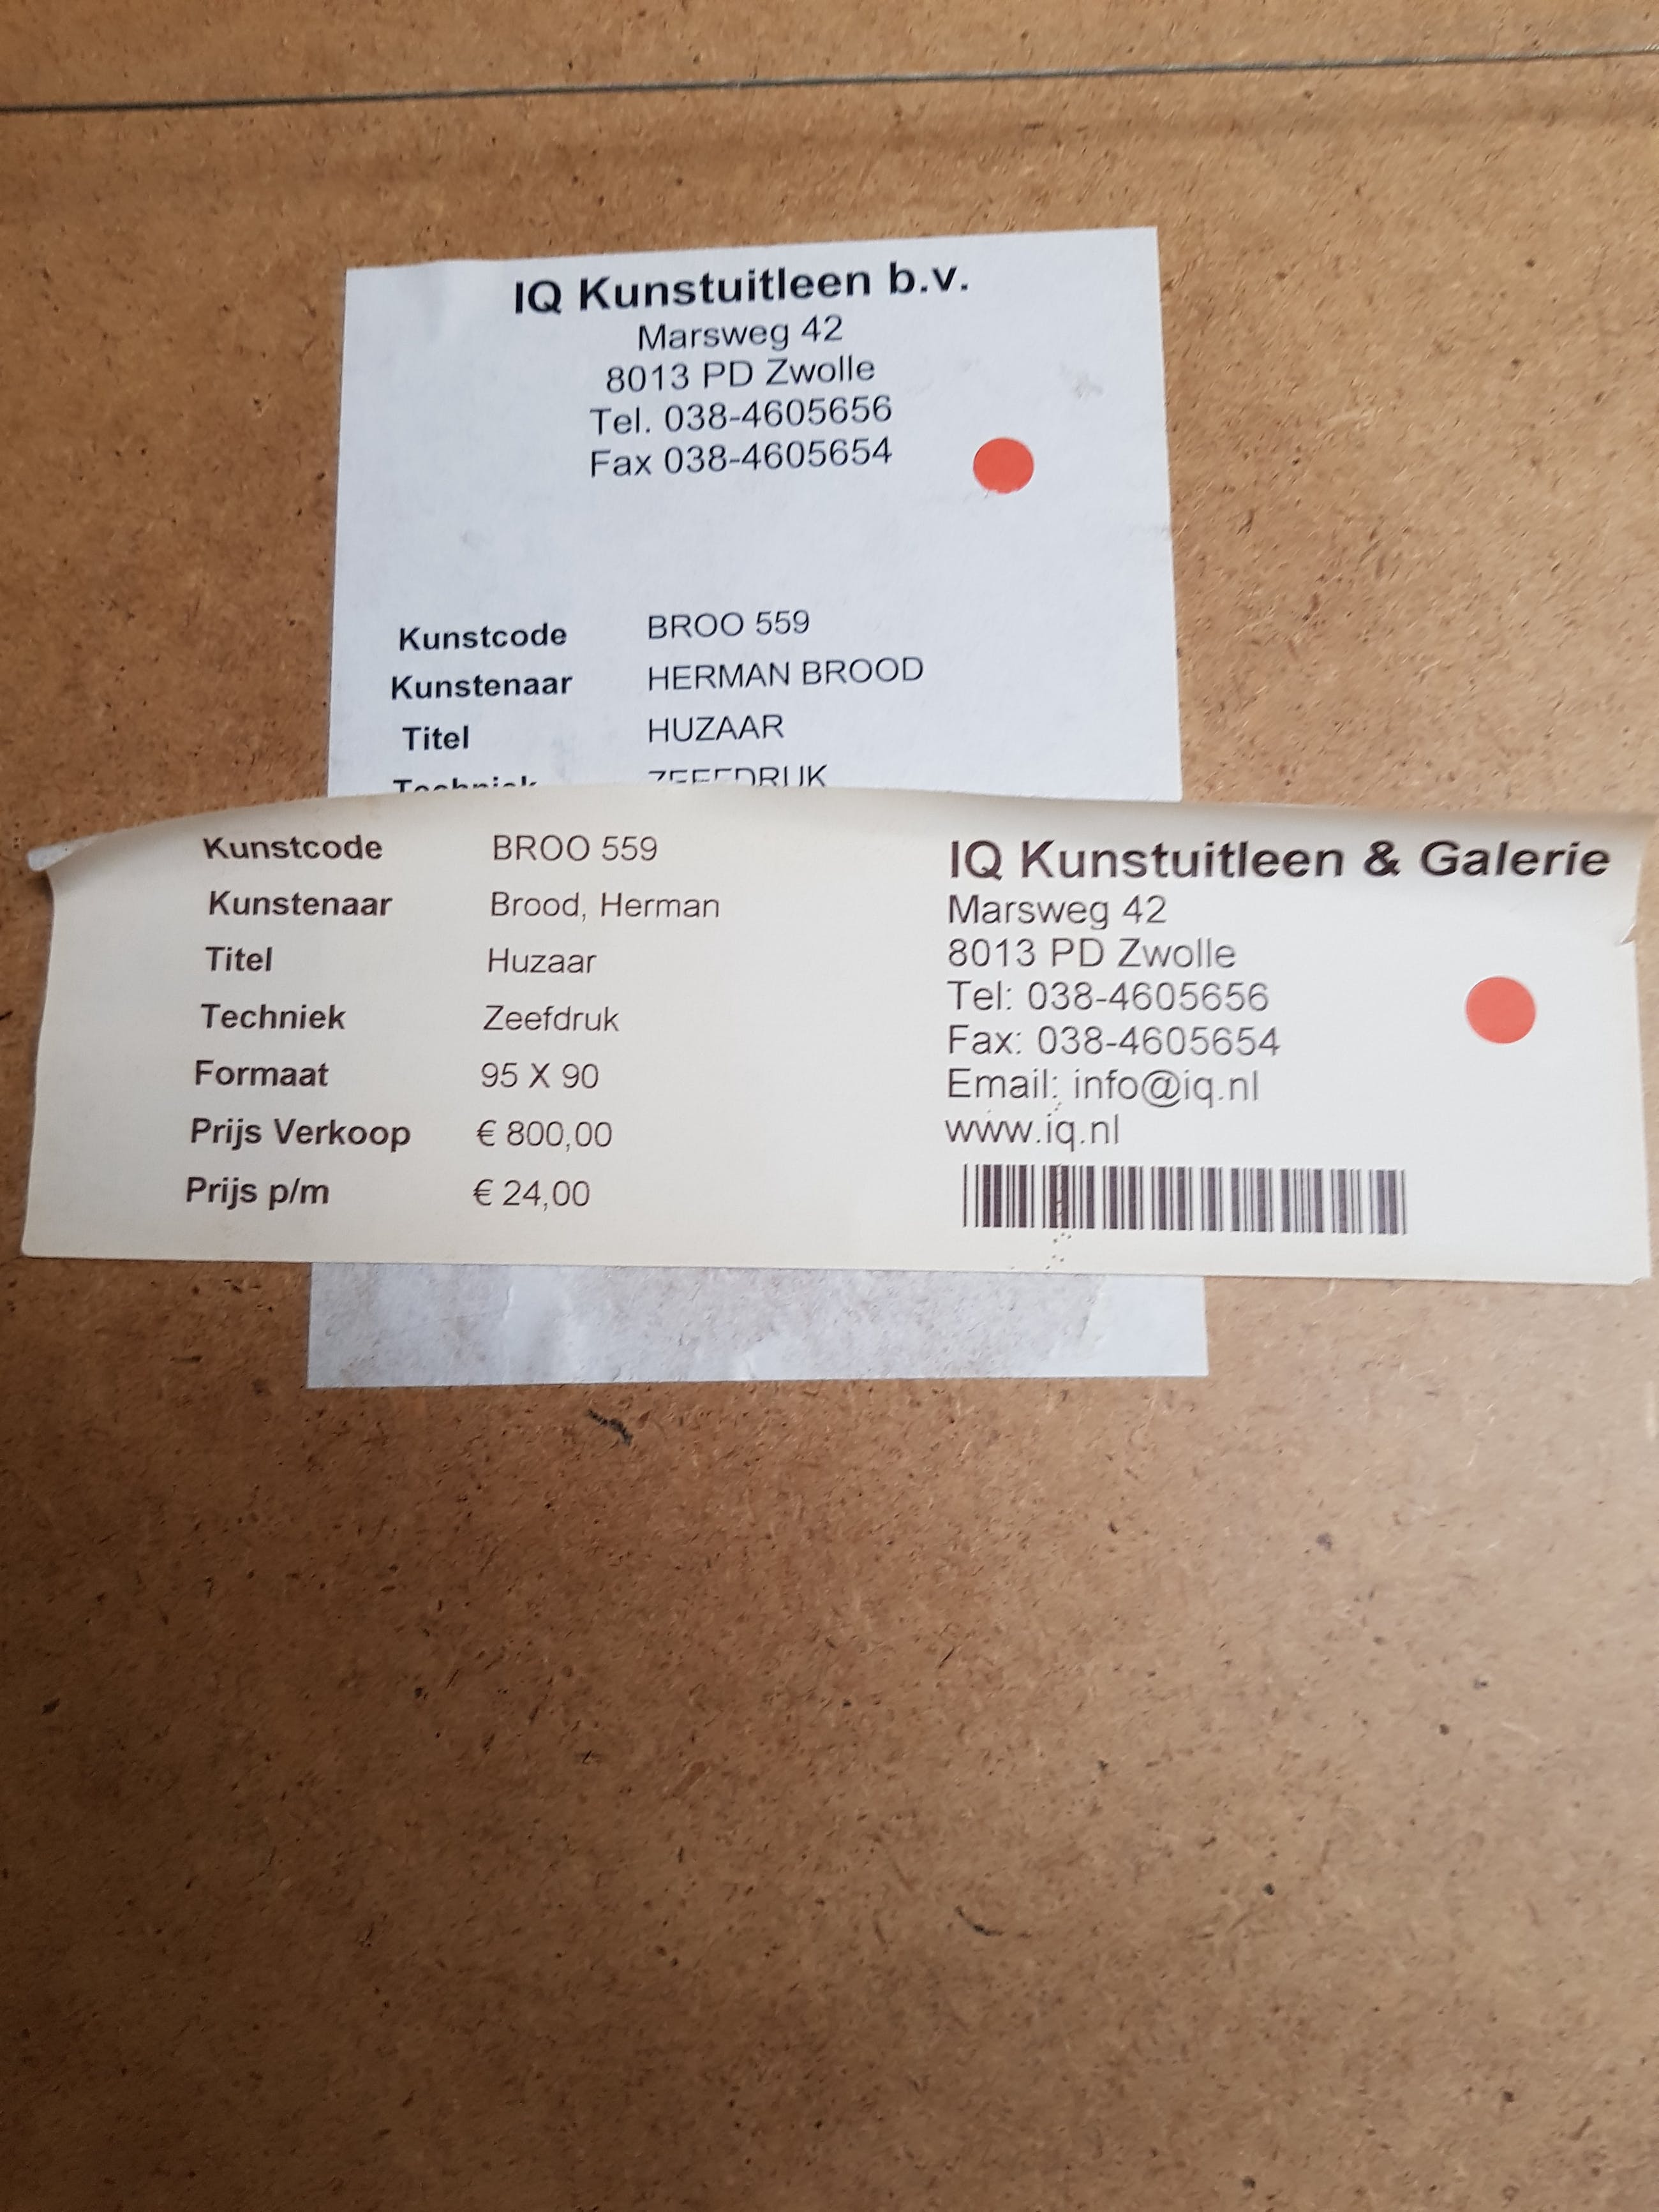 IQ Kunstuitleen b.v.
Marsweg 42
8013 PD Zwolle
Tel. 038-4605656
Fax 038-4605654
Kunstcode BROO 559
Kunstenaar HERMAN BROOD
Titel HUZAAR
Techniek ZEEFDRUK
Kunstcode BROO 559
Kunstenaar Brood, Herman
Titel Huzaar
Techniek Zeefdruk
Formaat 95 X 90
Prijs Verkoop € 800,00
Prijs p/m € 24,00
IQ Kunstuitleen & Galerie
Marsweg 42
8013 PD Zwolle
Tel: 038-4605656
Fax: 038-4605654
Email: info@iq.nl
www.iq.nl